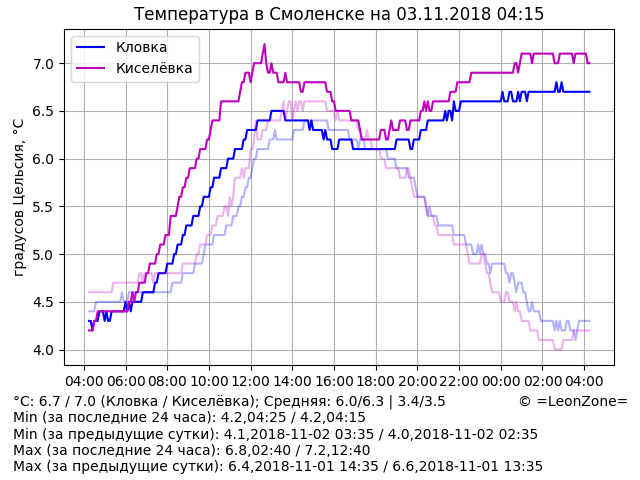 Температура в Смоленске на 03.11.2018 04:15
Кловка
Киселёвка
градусов Цельсия, °C
7.0
6.5
6.0
5.5
5.0
4.5
4.0
04:00 06:00 08:00 10:00 12:00 14:00 16:00 18:00 20:00 22:00 00:00 02:00 04:00
°C: 6.7 / 7.0 (Кловка / Киселёвка); Средняя: 6.0/6.3 | 3.4/3.5 © =LeonZone=
Min (за последние 24 часа): 4.2,04:25 / 4.2,04:15
Min (за предыдущие сутки): 4.1,2018-11-02 03:35 / 4.0,2018-11-02 02:35
Max (за последние 24 часа): 6.8,02:40 / 7.2,12:40
Max (за предыдущие сутки): 6.4,2018-11-01 14:35 / 6.6,2018-11-01 13:35